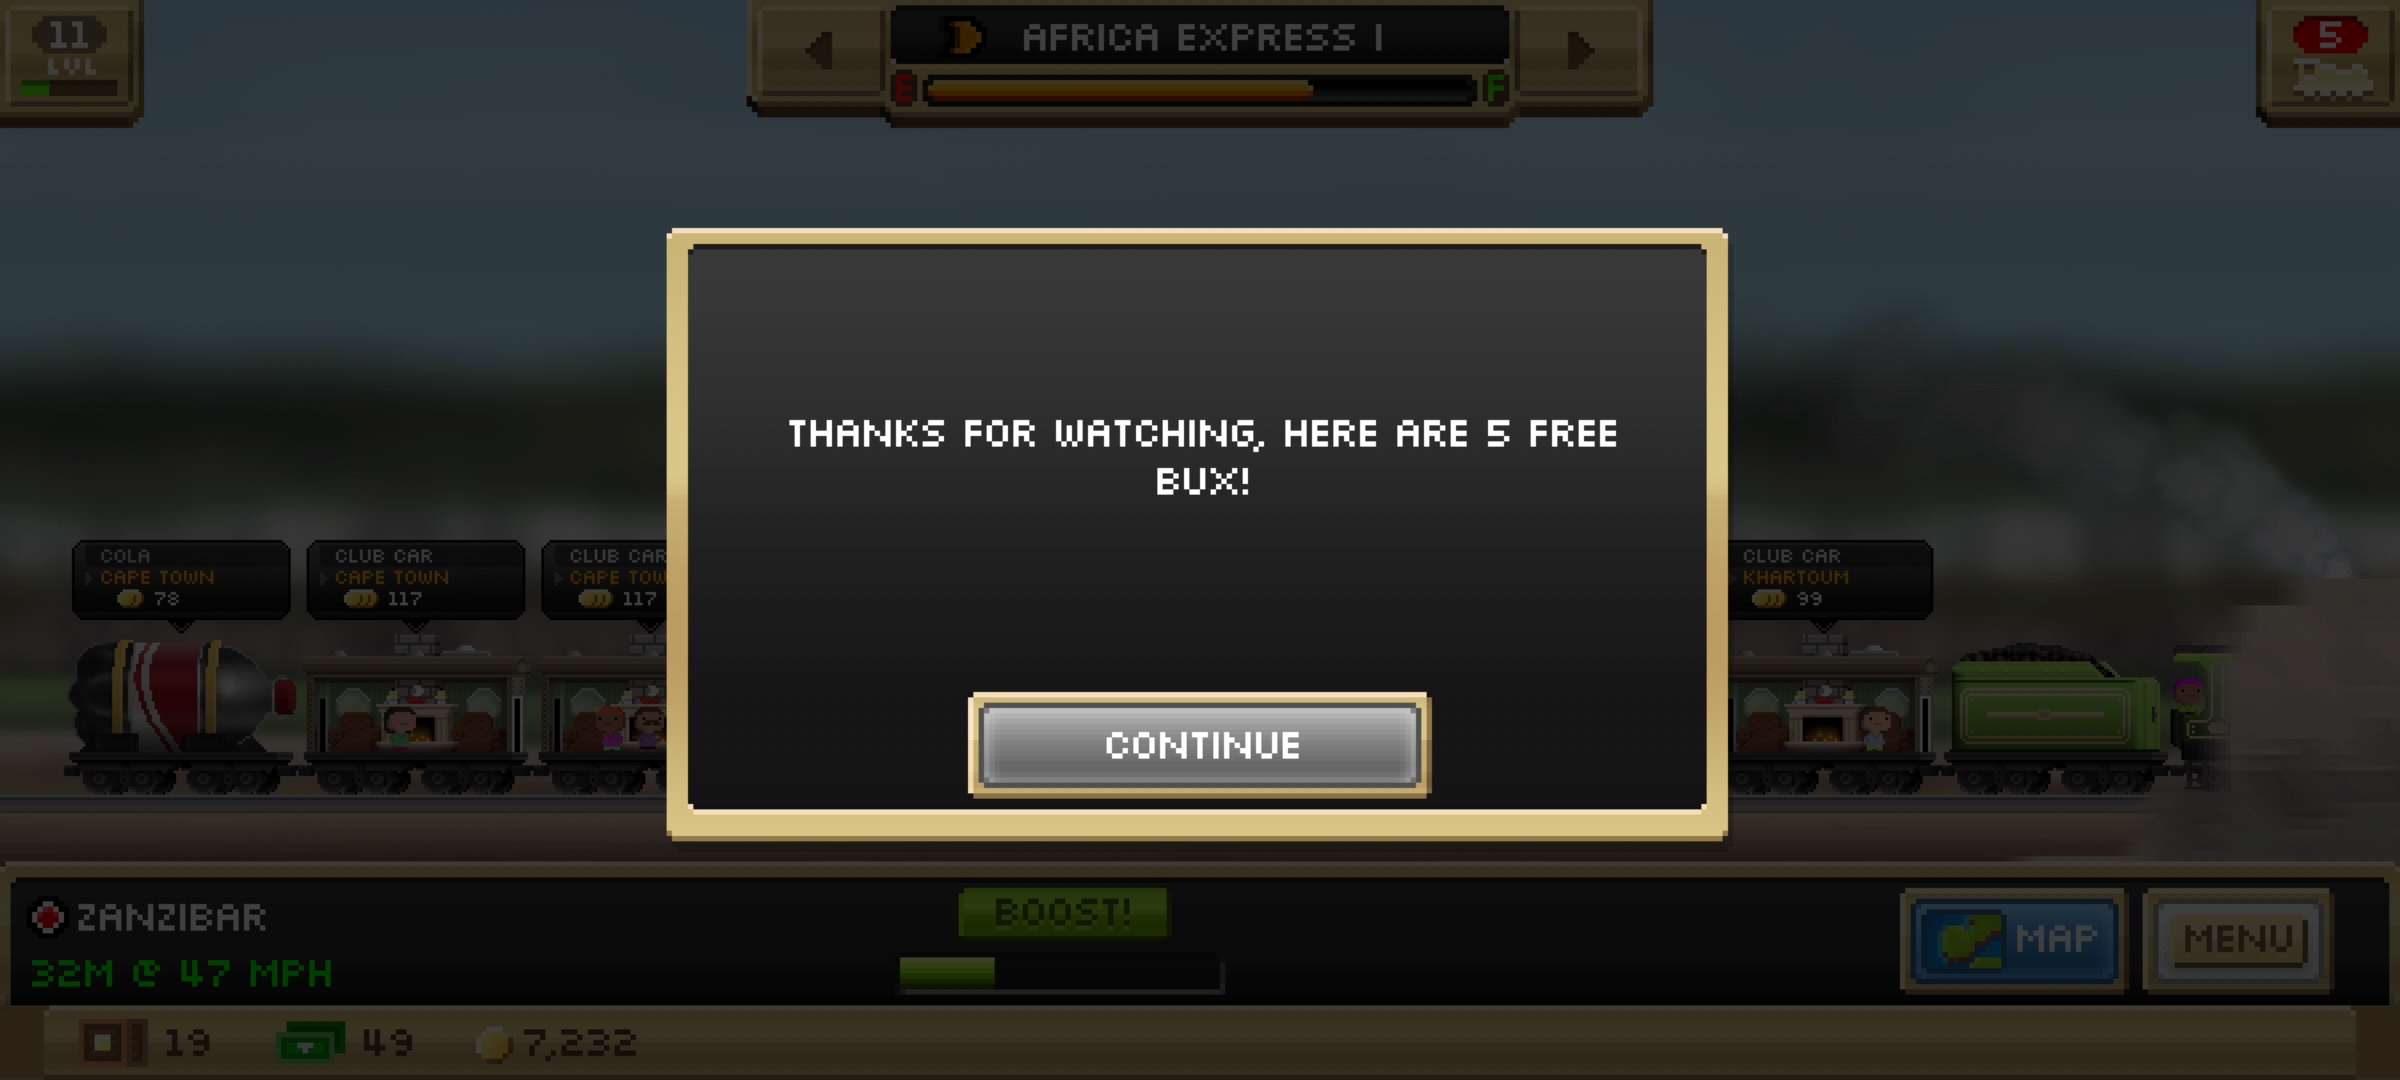 11
LVL
AFRICA EXPRESS I
E F
5
THANKS FOR WATCHING, HERE ARE 5 FREE
BUX!
COLA
CAPE TOWN
78
CLUB CAR
CAPE TOWN
117
CLUB CAR
CAPE TOW
117
CLUB CAR
KHARTOUM
99
CONTINUE
ZANZIBAR
32M @ 47 MPH
BOOST!
MAP
MENU
19
49
7,232